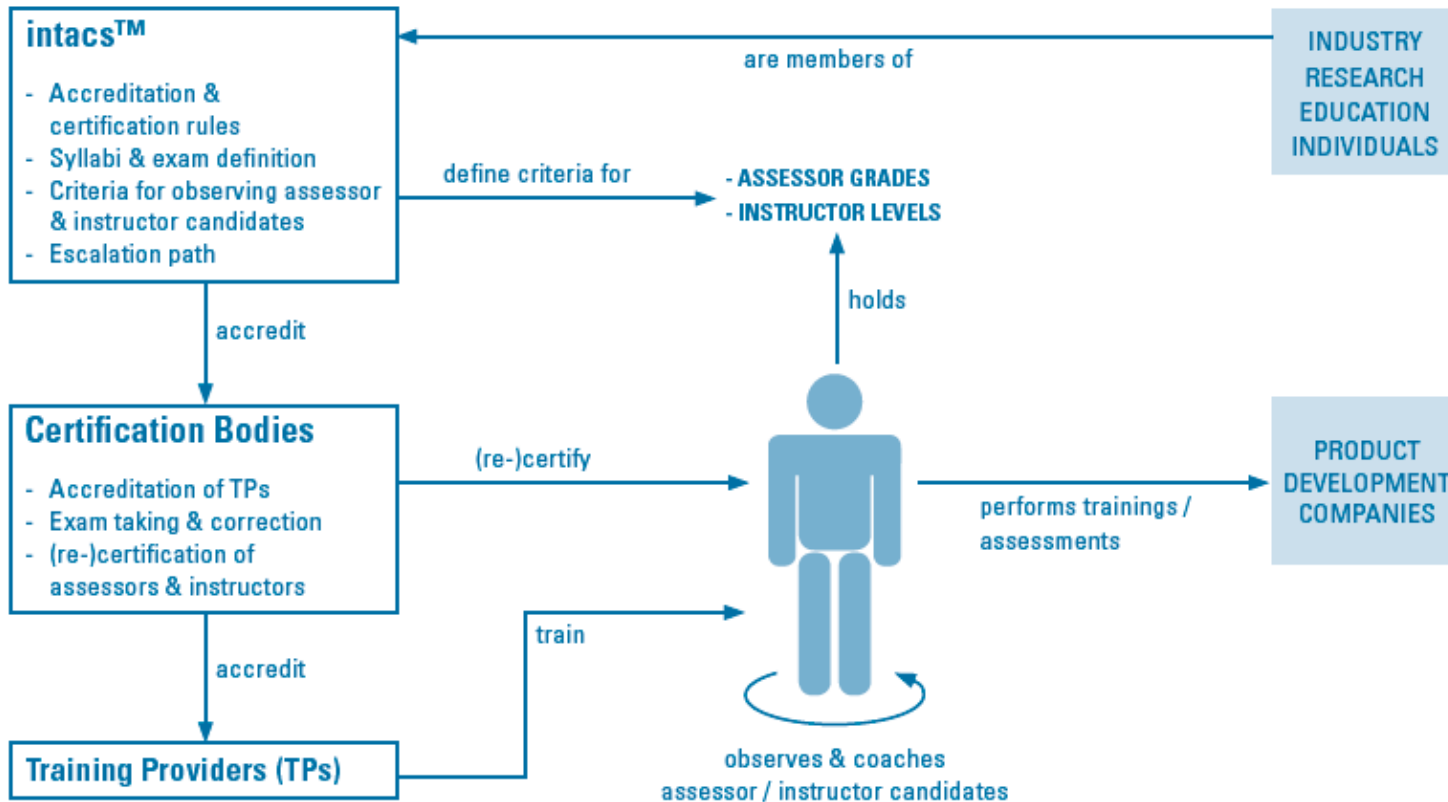 intacs™
- Accreditation &
certification rules
- Syllabi & exam definition
- Criteria for observing assessor
& instructor candidates
- Escalation path
are members of
INDUSTRY
RESEARCH
EDUCATION
INDIVIDUALS
define criteria for
- ASSESSOR GRADES
- INSTRUCTOR LEVELS
holds
accredit
Certification Bodies
- Accreditation of TPs
- Exam taking & correction
- (re-)certification of
assessors & instructors
(re-)certify
performs trainings /
assessments
PRODUCT
DEVELOPMENT
COMPANIES
train
accredit
Training Providers (TPs)
observes & coaches
assessor / instructor candidates